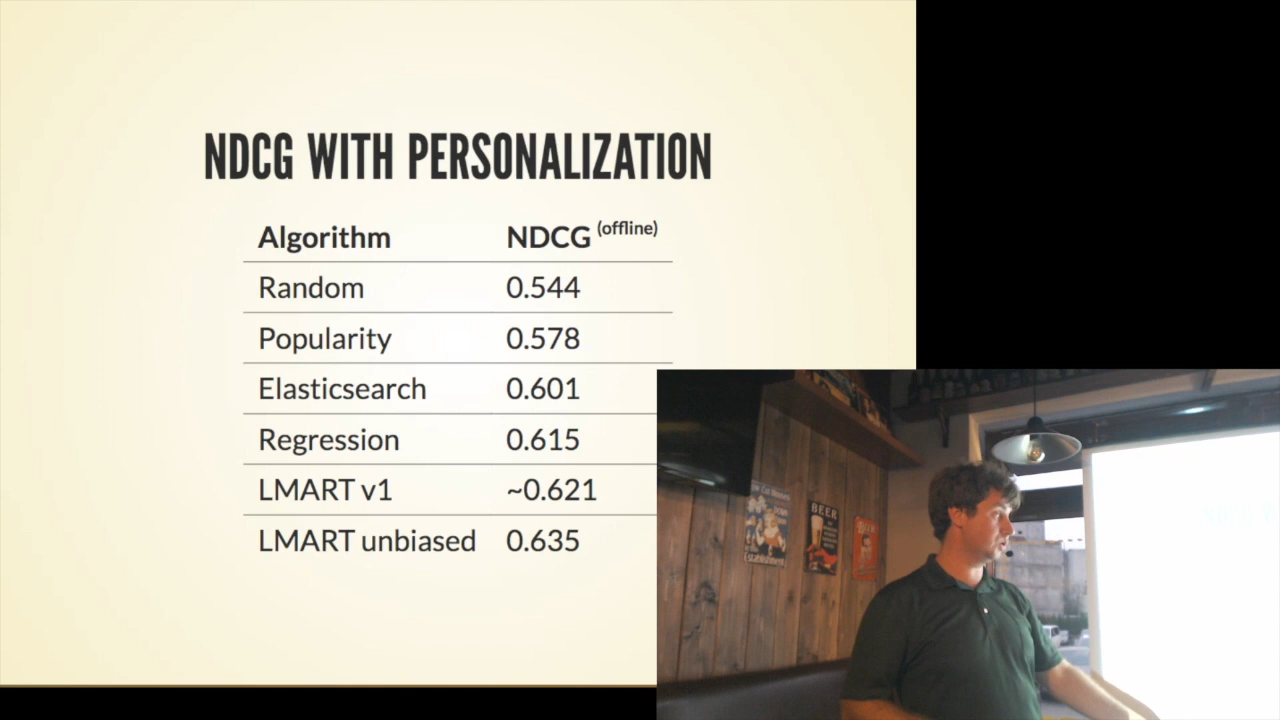 NDCG WITH PERSONALIZATION
Algorithm NDCG (offline)
Random 0.544
Popularity 0.578
Elasticsearch 0.601
Regression 0.615
LMART v1 ~0.621
LMART unbiased 0.635
BEER
BEER